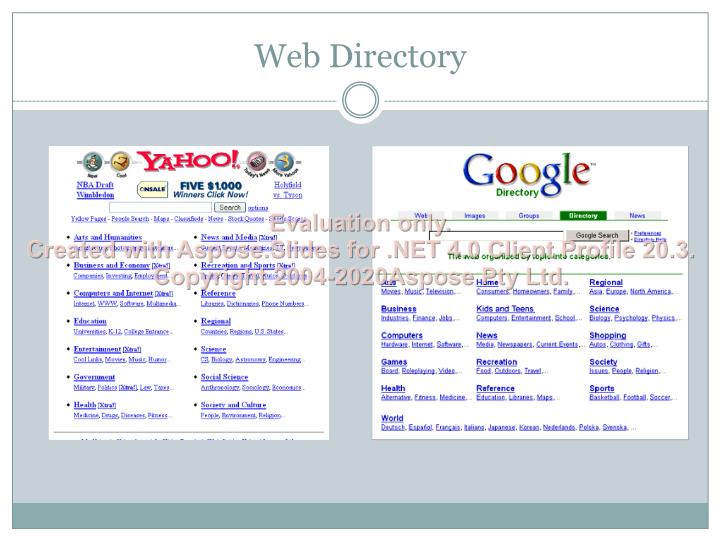 Web Directory
YAHOO!
New Cool Today's News More Yahoo!
NBA Draft
Wimbledon
ONSALE
FIVE $1,000
Winners Click Now!
Holyfield
vs. Tyson
Search options
Yellow Pages - People Search - Maps - Classifieds - News - Stock Quotes - Sports Scores
Arts and Humanities
News and Media [Xtra!]
Business and Economy [Xtra!]
Companies, Investing, Employment...
Recreation and Sports [Xtra!]
Computers and Internet [Xtra!]
Internet, WWW, Software, Multimedia...
Reference
Libraries, Dictionaries, Phone Numbers...
Education
Universities, K-12, College Entrance...
Regional
Countries, Regions, U.S. States...
Entertainment [Xtra!]
Cool Links, Movies, Music, Humor...
Science
CS, Biology, Astronomy, Engineering...
Government
Military, Politics [Xtra!], Law, Taxes...
Social Science
Anthropology, Sociology, Economics...
Health [Xtra!]
Medicine, Drugs, Diseases, Fitness...
Society and Culture
People, Environment, Religion...
Google™
Directory
Web Images Groups Directory News
Google Search
Preferences
Directory Help
The web organized by topic into categories.
Arts
Movies, Music, Television,...
Home
Consumers, Homeowners, Family,...
Regional
Asia, Europe, North America,...
Business
Industries, Finance, Jobs,...
Kids and Teens
Computers, Entertainment, School,...
Science
Biology, Psychology, Physics,...
Computers
Hardware, Internet, Software,...
News
Media, Newspapers, Current Events,...
Shopping
Autos, Clothing, Gifts,...
Games
Board, Roleplaying, Video,...
Recreation
Food, Outdoors, Travel,...
Society
Issues, People, Religion,...
Health
Alternative, Fitness, Medicine,...
Reference
Education, Libraries, Maps,...
Sports
Basketball, Football, Soccer,...
World
Deutsch, Español, Français, Italiano, Japanese, Korean, Nederlands, Polska, Svenska, ...
Evaluation only.
Created with Aspose.Slides for .NET 4.0 Client Profile 20.3.
Copyright 2004-2020Aspose Pty Ltd.